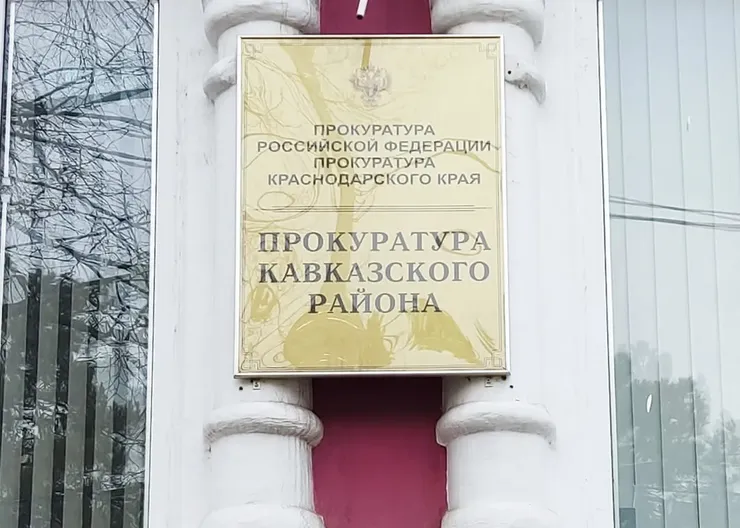 ПРОКУРАТУРА
РОССИЙСКОЙ ФЕДЕРАЦИИ
ПРОКУРАТУРА
КРАСНОДАРСКОГО КРАЯ
ПРОКУРАТУРА
КАВКАЗСКОГО
РАЙОНА